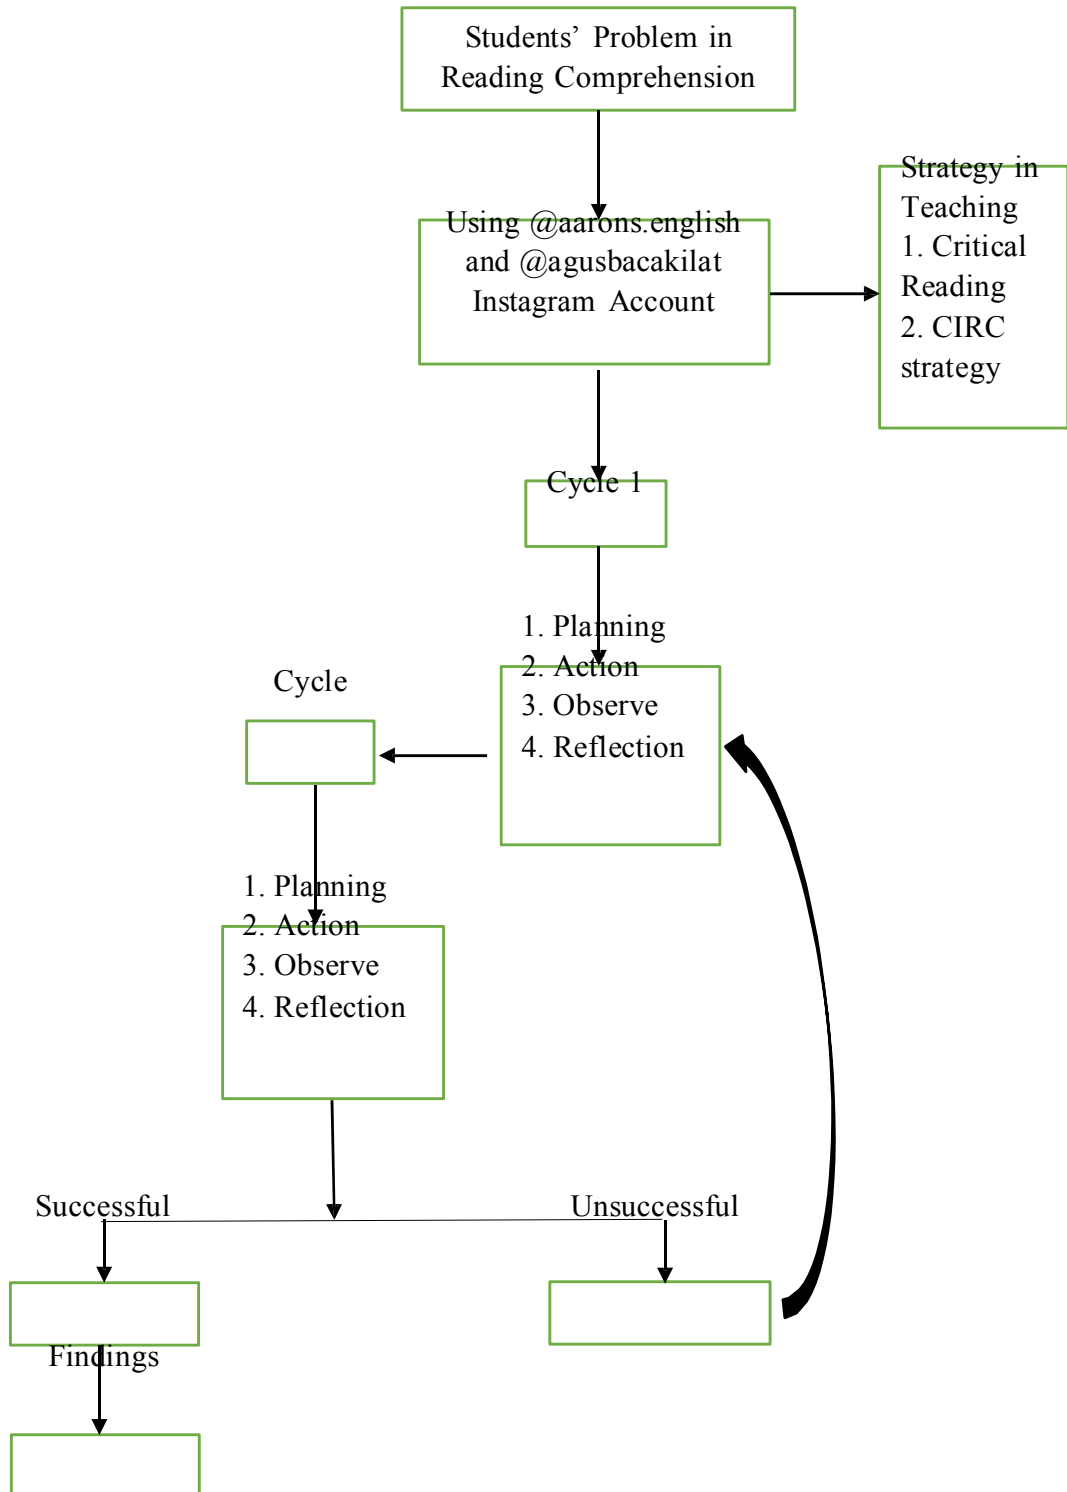 Students’ Problem in
Reading Comprehension
Using @aarons.english
and @agusbacakilat
Instagram Account
Strategy in
Teaching
1. Critical
Reading
2. CIRC
strategy
Cycle 1
1. Planning
2. Action
3. Observe
4. Reflection
Cycle
1. Planning
2. Action
3. Observe
4. Reflection
Successful
Unsuccessful
Findings